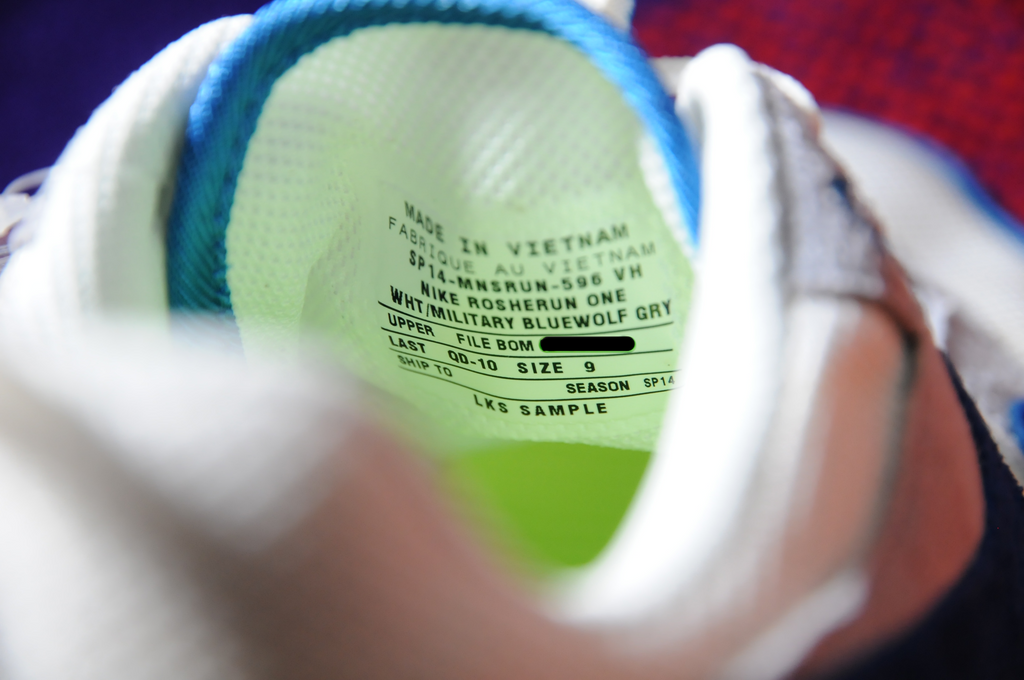 MADE IN VIETNAM
FABRIQUE AU VIETNAM
SP14-MNSRUN-596 VH
NIKE ROSHERUN ONE
WHT/MILITARY BLUEWOLF GRY
UPPER FILE BOM
LAST QD-10 SIZE 9
SHIP TO SEASON SP14
LKS SAMPLE